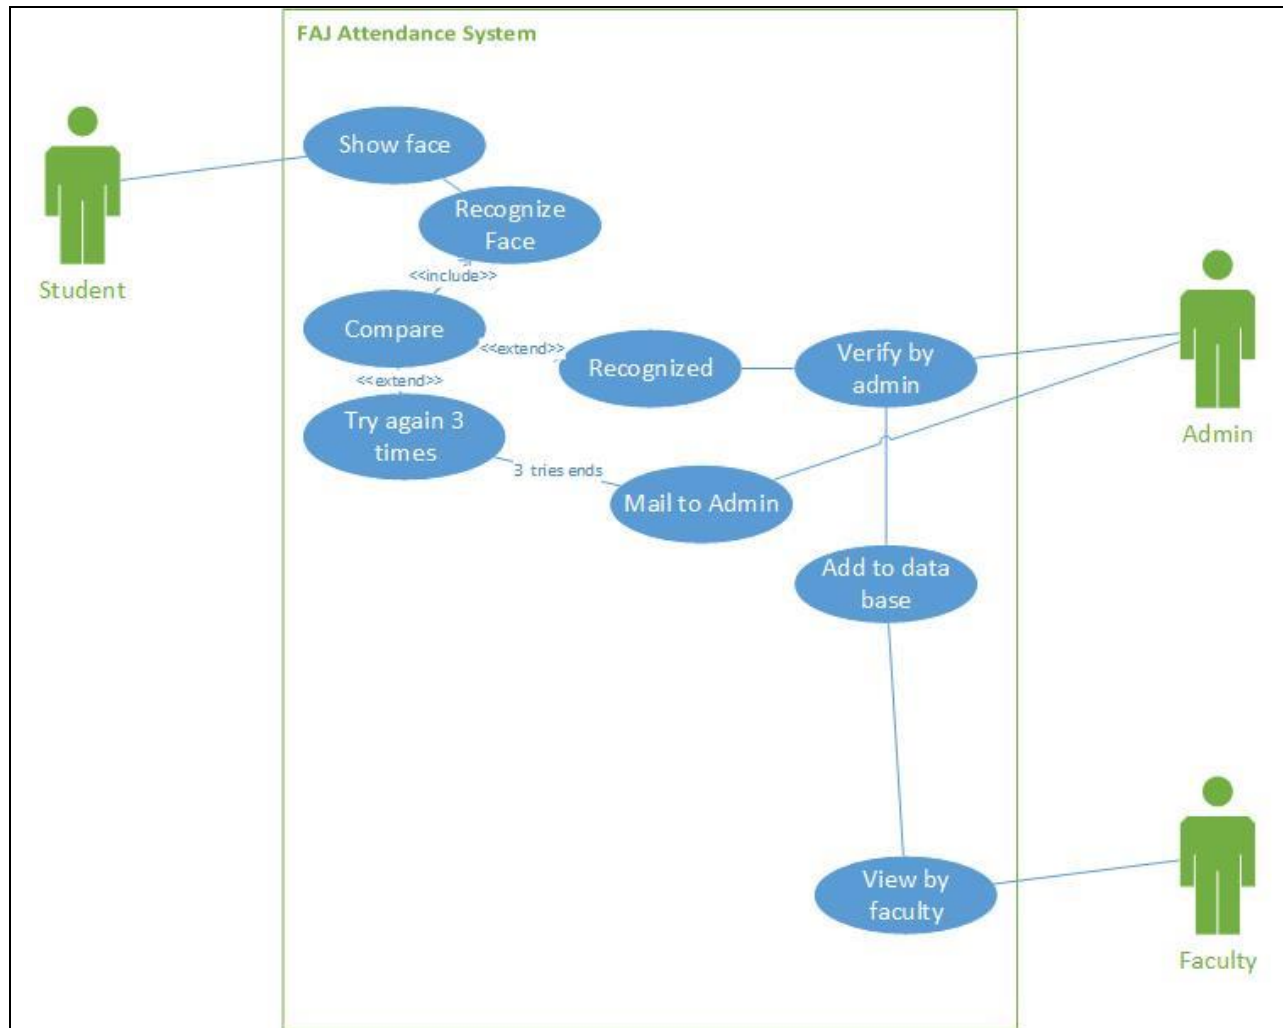 FAJ Attendance System
Show face
Recognize
Face
<<include>>
Student
Compare
<<extend>>
Recognized
Verify by
admin
<<extend>>
Try again 3
times
Admin
3 tries ends
Mail to Admin
Add to data
base
View by
faculty
Faculty